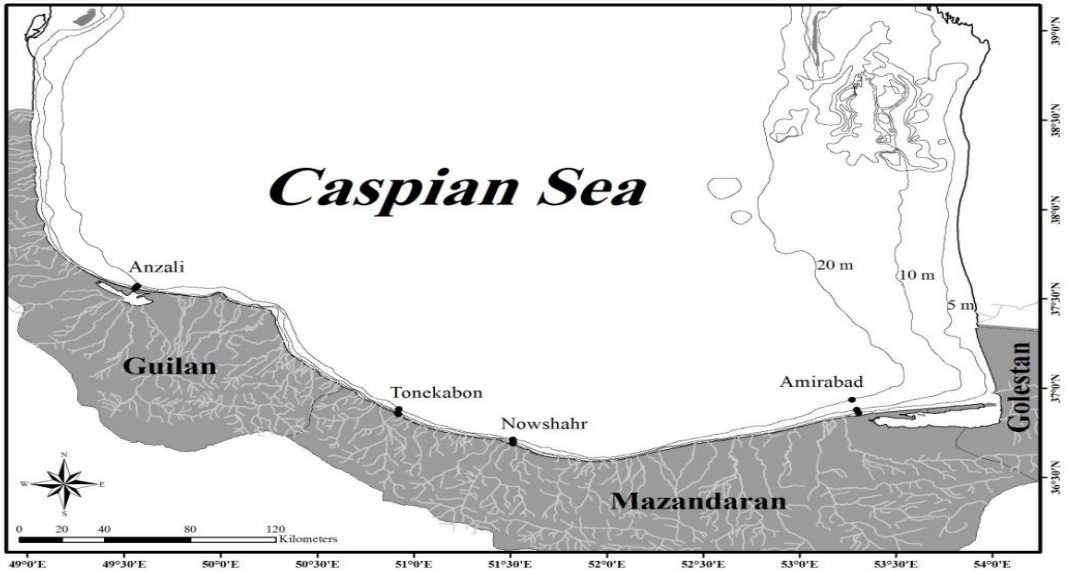 Caspian Sea
Anzali
Guilan
Tonekabon
Nowshahr
Amirabad
Mazandaran
Golestan
20 m
10 m
5 m
N
W
E
S
0 20 40 80 120
Kilometers
49°0'E 49°30'E 50°0'E 50°30'E 51°0'E 51°30'E 52°0'E 52°30'E 53°0'E 53°30'E 54°0'E
39°0'N
38°30'N
38°0'N
37°30'N
37°0'N
36°30'N